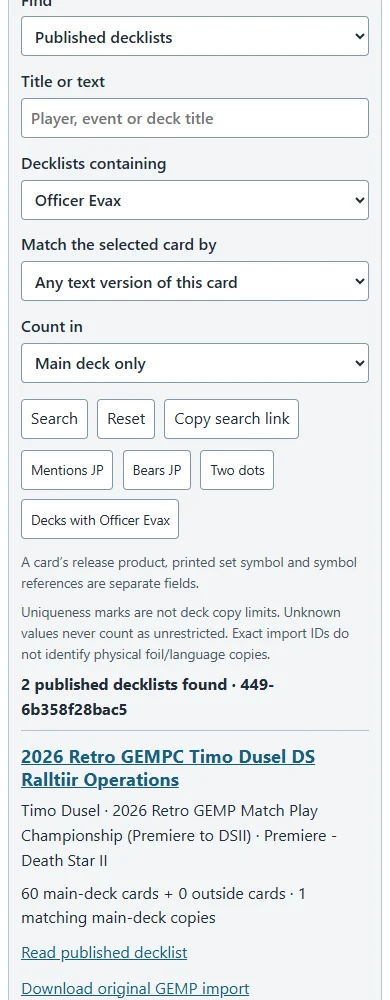 Find
Published decklists
Title or text
Player, event or deck title
Decklists containing
Officer Evax
Match the selected card by
Any text version of this card
Count in
Main deck only
Search Reset Copy search link
Mentions JP Bears JP Two dots
Decks with Officer Evax
A card's release product, printed set symbol and symbol
references are separate fields.
Uniqueness marks are not deck copy limits. Unknown
values never count as unrestricted. Exact import IDs do
not identify physical foil/language copies.
2 published decklists found · 449-
6b358f28bac5
2026 Retro GEMPC Timo Dusel DS
Ralltiir Operations
Timo Dusel · 2026 Retro GEMP Match Play
Championship (Premiere to DSII) · Premiere -
Death Star II
60 main-deck cards + 0 outside cards · 1
matching main-deck copies
Read published decklist
Download original GEMP import